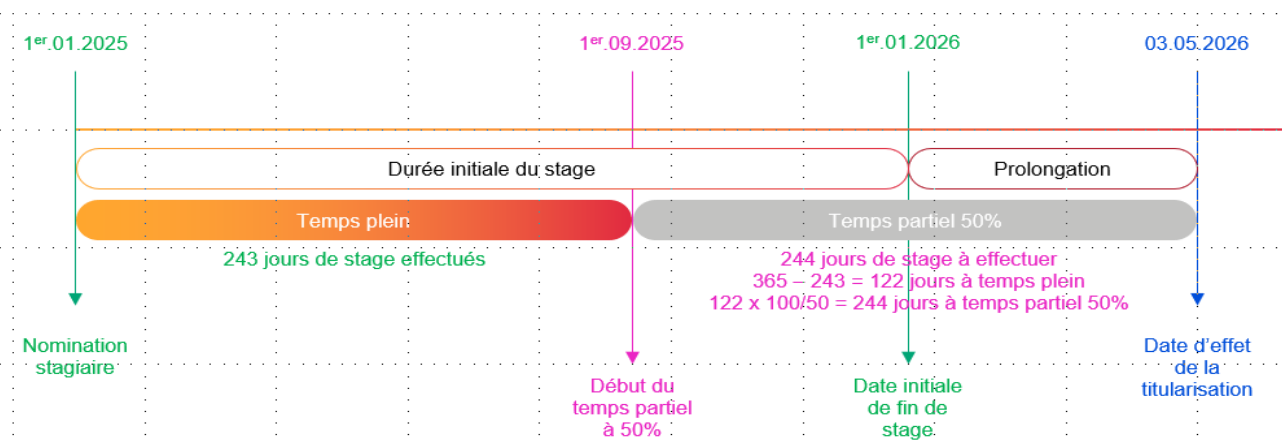 1er.01.2025
1er.09.2025
1er.01.2026
03.05.2026
Durée initiale du stage
Prolongation
Temps plein
Temps partiel 50%
243 jours de stage effectués
244 jours de stage à effectuer
365 – 243 = 122 jours à temps plein
122 x 100/50 = 244 jours à temps partiel 50%
Nomination
stagiaire
Début du
temps partiel
à 50%
Date initiale
de fin de
stage
Date d’effet
de la
titularisation